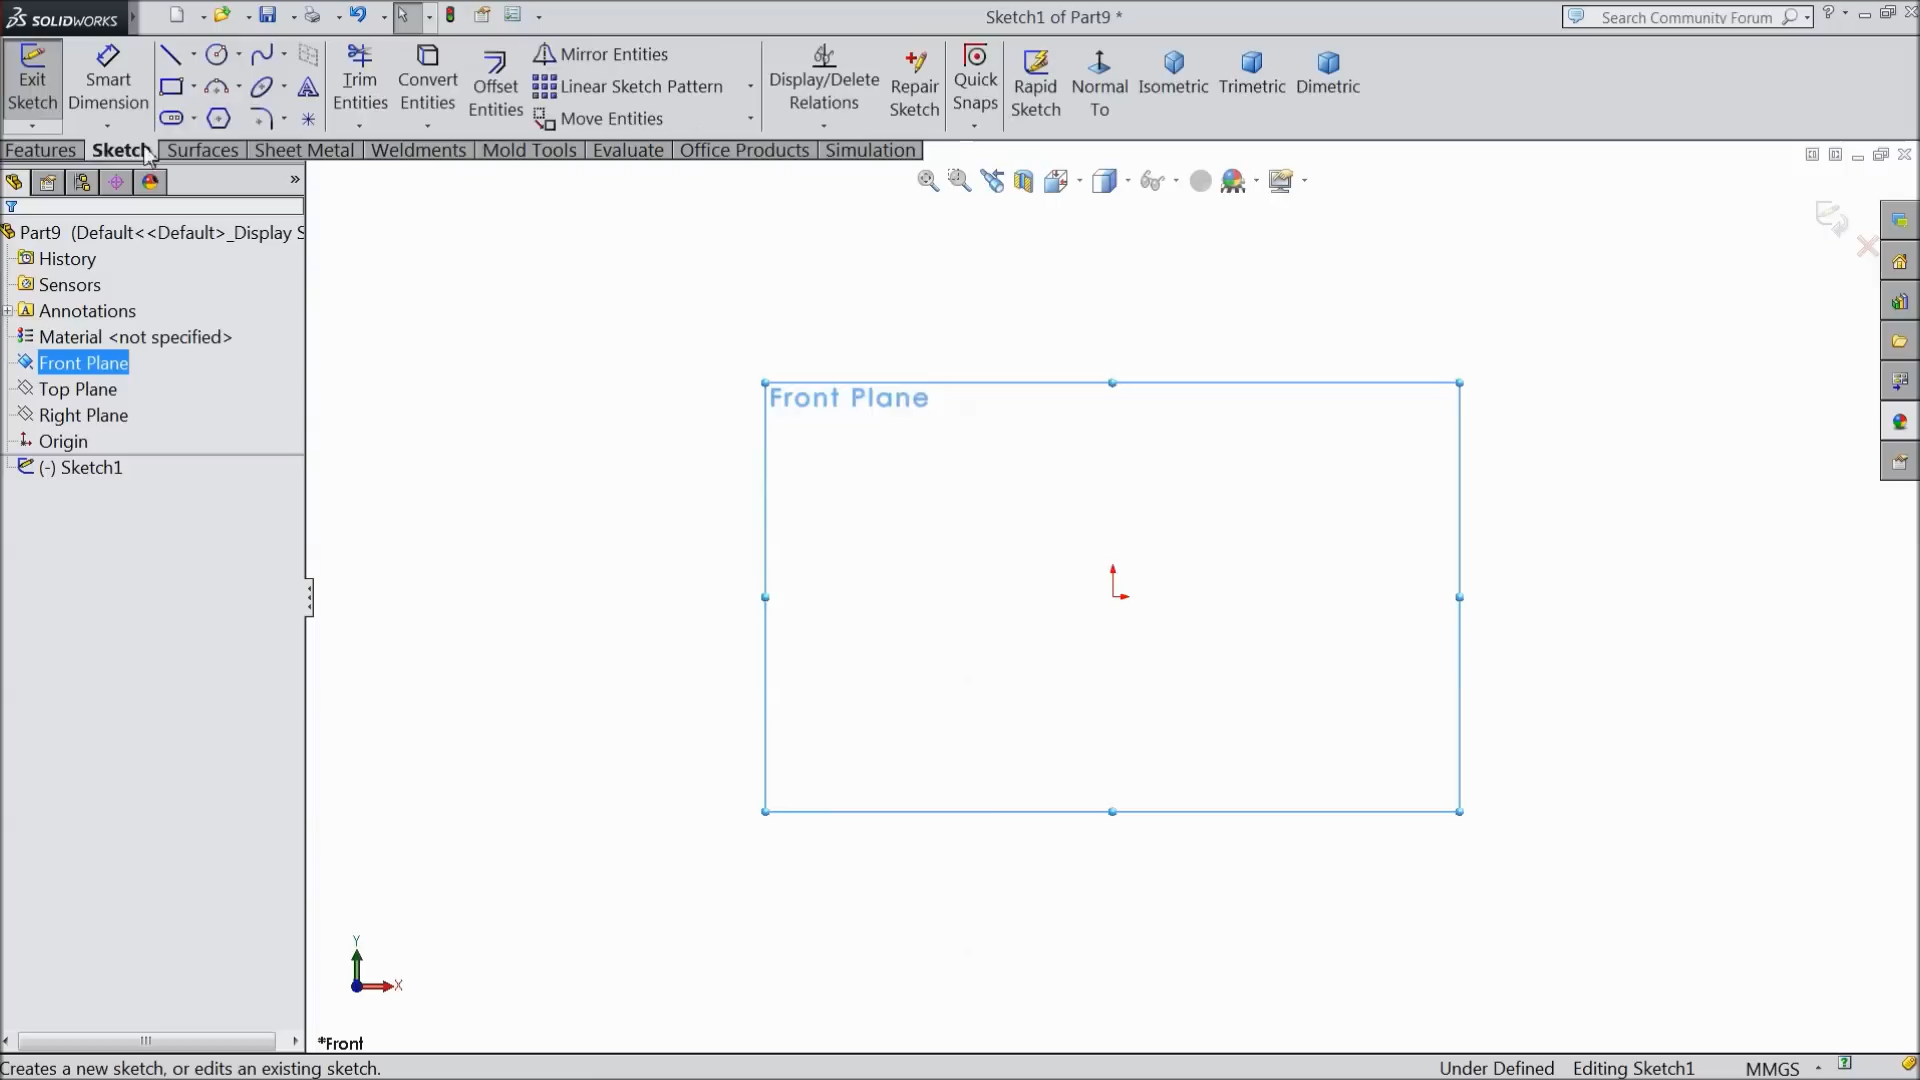 SOLIDWORKS
Sketch1 of Part9 *
Search Community Forum
Exit Sketch
Smart Dimension
Trim Entities
Convert Entities
Offset Entities
Mirror Entities
Linear Sketch Pattern
Move Entities
Display/Delete Relations
Repair Sketch
Quick Snaps
Rapid Sketch
Normal To
Isometric
Trimetric
Dimetric
Features Sketch Surfaces Sheet Metal Weldments Mold Tools Evaluate Office Products Simulation
Part9 (Default<<Default>_Display S
History
Sensors
Annotations
Material <not specified>
Front Plane
Top Plane
Right Plane
Origin
(-) Sketch1
Front Plane
Y
X
*Front
Creates a new sketch, or edits an existing sketch.
Under Defined Editing Sketch1 MMGS